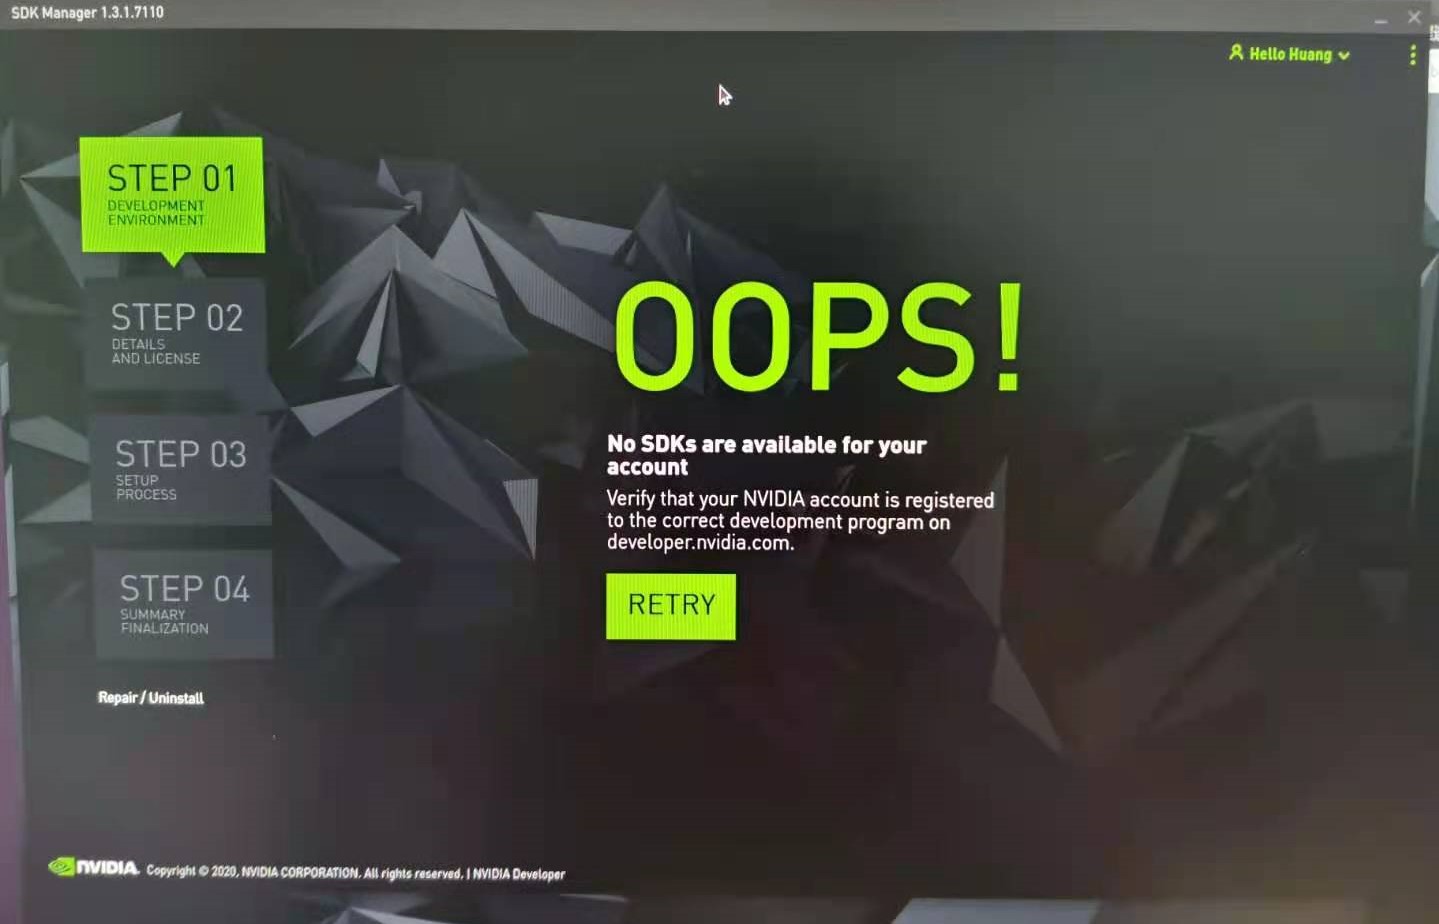 SDK Manager 1.3.1.7110
Hello Huang
STEP 01
DEVELOPMENT
ENVIRONMENT
STEP 02
DETAILS
AND LICENSE
STEP 03
SETUP
PROCESS
STEP 04
SUMMARY
FINALIZATION
Repair / Uninstall
OOPS!
No SDKs are available for your
account
Verify that your NVIDIA account is registered
to the correct development program on
developer.nvidia.com.
RETRY
NVIDIA. Copyright © 2020, NVIDIA CORPORATION. All rights reserved. | NVIDIA Developer